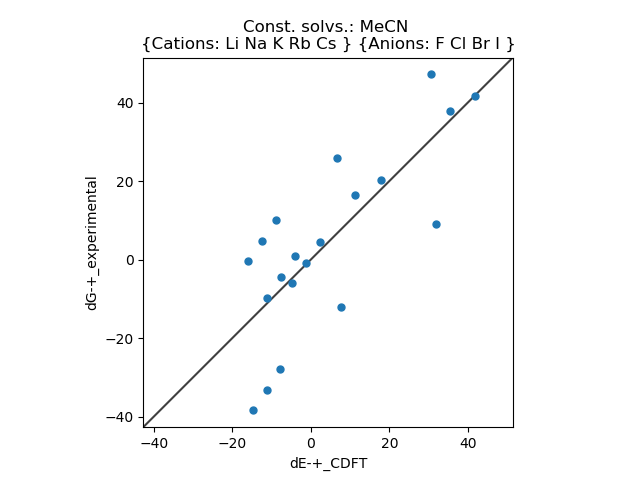 Const. solvs.: MeCN
{Cations: Li Na K Rb Cs } {Anions: F Cl Br I }
40
20
0
−20
−40
dG-+_experimental
−40
−20
0
20
40
dE-+_CDFT